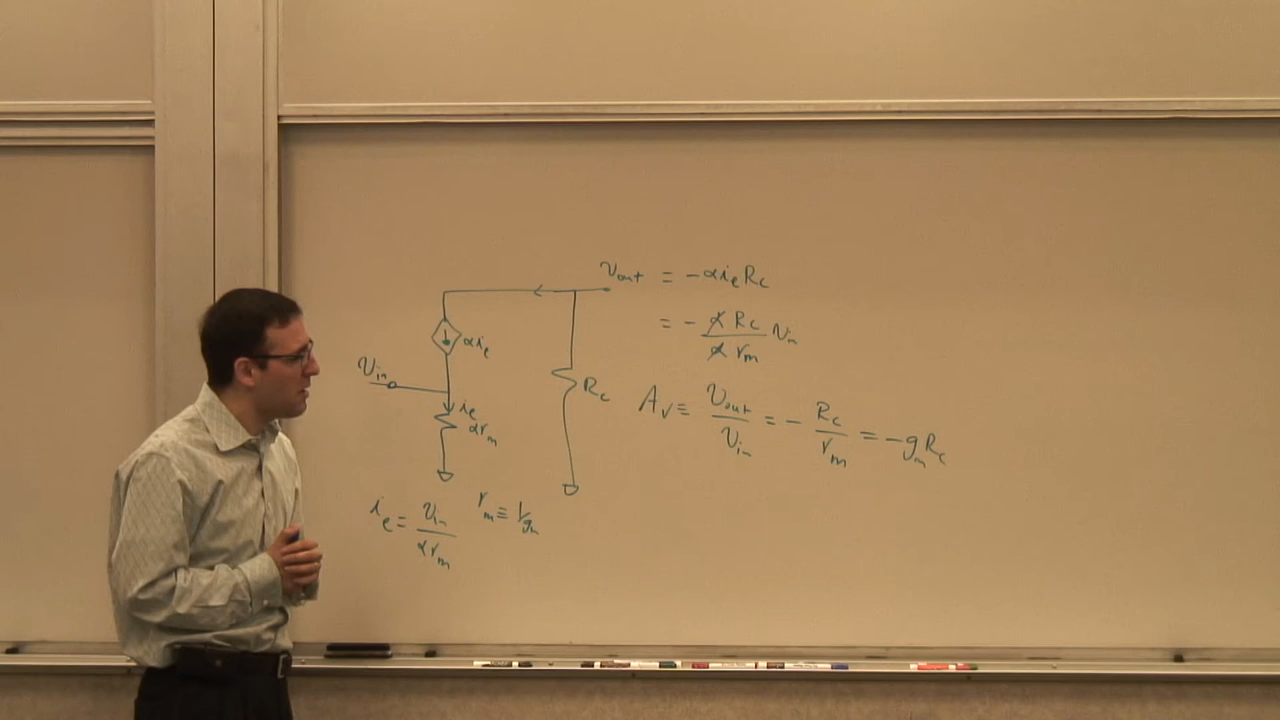 v_out = -αi_e R_c
= - αR_c / αr_m v_in
αi_e
V_in
i_e
αr_m
R_c
A_v ≡ v_out / v_in = - R_c / r_m = -g_m R_c
i_e = v_in / αr_m
r_m ≡ 1/g_m